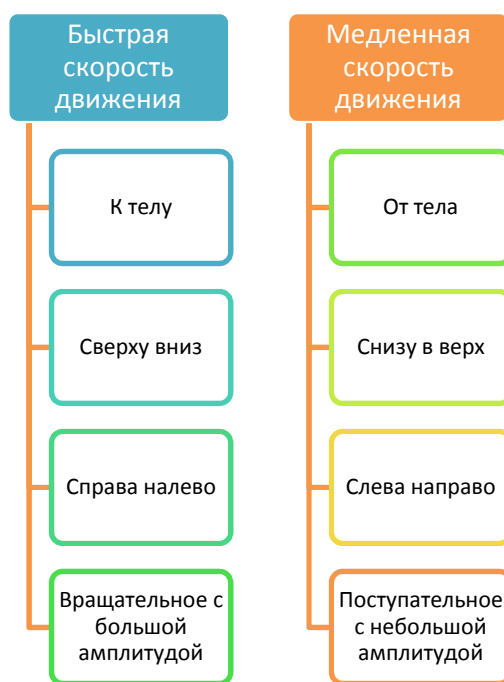 Быстрая
скорость
движения
К телу
Сверху вниз
Справа налево
Вращательное с
большой
амплитудой
Медленная
скорость
движения
От тела
Снизу в верх
Слева направо
Поступательное
с небольшой
амплитудой